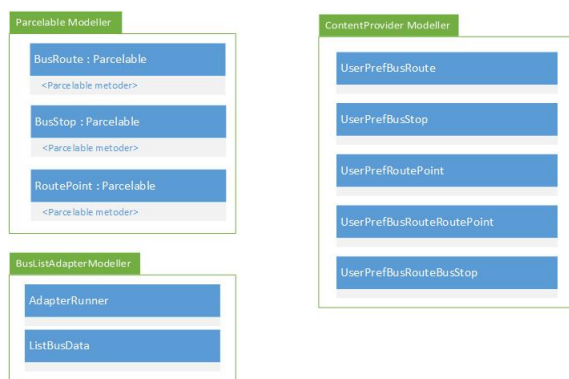 Parcelable Modeller
BusRoute : Parcelable
<Parcelable metoder>
BusStop : Parcelable
<Parcelable metoder>
RoutePoint : Parcelable
<Parcelable metoder>
BusListAdapterModeller
AdapterRunner
ListBusData
ContentProvider Modeller
UserPrefBusRoute
UserPrefBusStop
UserPrefRoutePoint
UserPrefBusRouteRoutePoint
UserPrefBusRouteBusStop